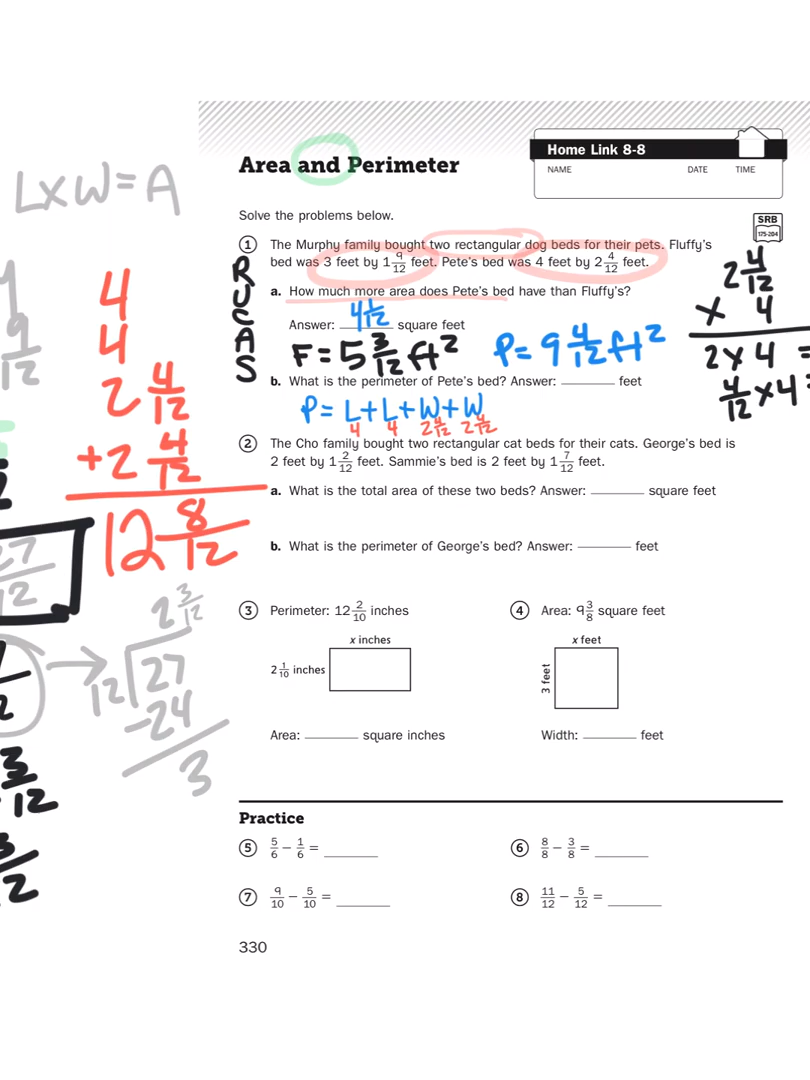 Home Link 8-8
Area and Perimeter
NAME DATE TIME
LXW=A
Solve the problems below.
SRB
175-204
① The Murphy family bought two rectangular dog beds for their pets. Fluffy's
bed was 3 feet by 1 9/12 feet. Pete's bed was 4 feet by 2 4/12 feet.
RUCAS
a. How much more area does Pete's bed have than Fluffy's?
Answer: 4 1/12 square feet
F = 5 3/12 ft² P = 9 4/12 ft²
2 4/12
X 4
2 x 4 =
4/12 x 4 =
b. What is the perimeter of Pete's bed? Answer: ______ feet
P = L+L+W+W
4 4 2 4/12 2 4/12
4
4
2 4/12
+2 4/12
12 8/12
② The Cho family bought two rectangular cat beds for their cats. George's bed is
2 feet by 1 2/12 feet. Sammie's bed is 2 feet by 1 7/12 feet.
a. What is the total area of these two beds? Answer: ______ square feet
b. What is the perimeter of George's bed? Answer: ______ feet
2 3/12
12 27
-24
3
③ Perimeter: 12 2/10 inches
x inches
2 1/10 inches
Area: ______ square inches
④ Area: 9 3/8 square feet
x feet
3 feet
Width: ______ feet
Practice
⑤ 5/6 − 1/6 = ______
⑥ 8/8 − 3/8 = ______
⑦ 9/10 − 5/10 = ______
⑧ 11/12 − 5/12 = ______
330